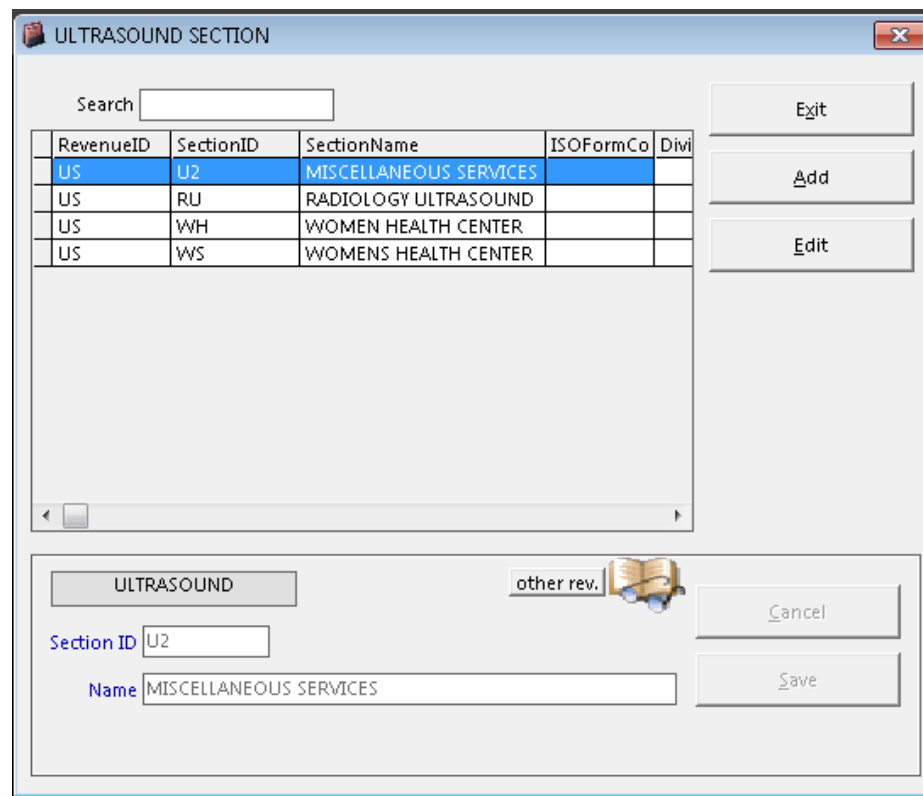 ULTRASOUND SECTION
Search
Exit
RevenueID SectionID SectionName ISOFormCo Divi
US U2 MISCELLANEOUS SERVICES
Add
US RU RADIOLOGY ULTRASOUND
US WH WOMEN HEALTH CENTER
US WS WOMENS HEALTH CENTER
Edit
ULTRASOUND
other rev.
Cancel
Section ID U2
Name MISCELLANEOUS SERVICES
Save